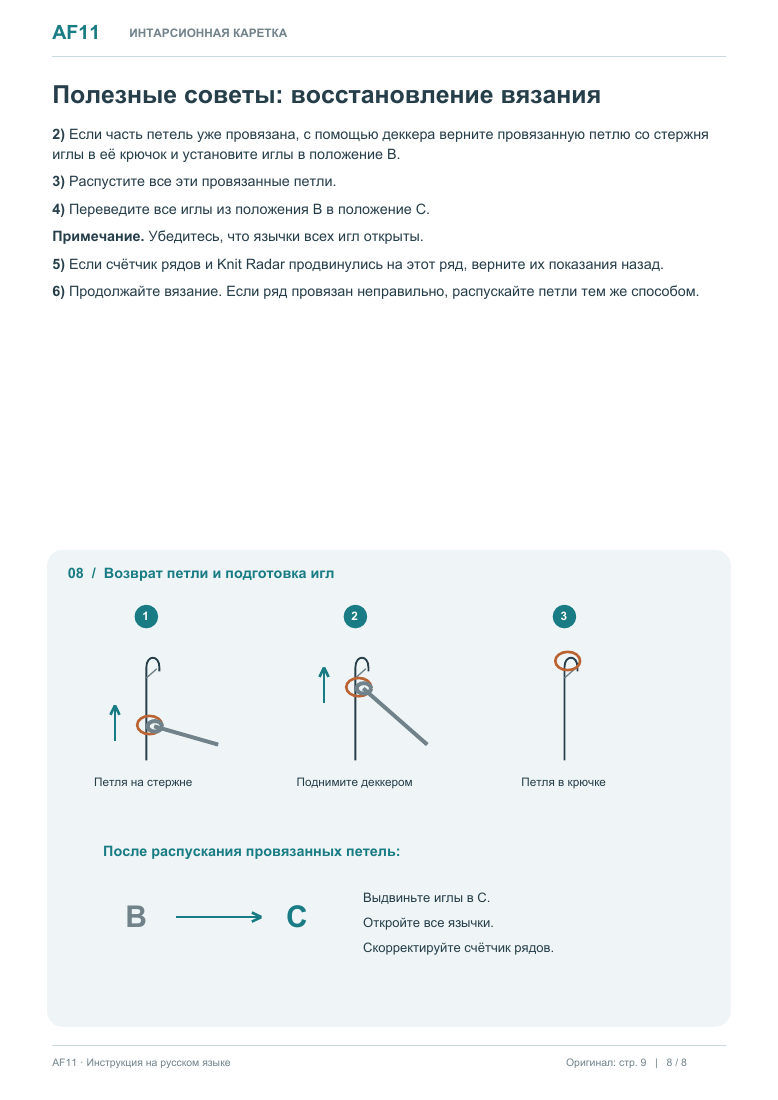 AF11 ИНТАРСИОННАЯ КАРЕТКА
Полезные советы: восстановление вязания
2) Если часть петель уже провязана, с помощью деккера верните провязанную петлю со стержня
иглы в её крючок и установите иглы в положение B.
3) Распустите все эти провязанные петли.
4) Переведите все иглы из положения B в положение C.
Примечание. Убедитесь, что язычки всех игл открыты.
5) Если счётчик рядов и Knit Radar продвинулись на этот ряд, верните их показания назад.
6) Продолжайте вязание. Если ряд провязан неправильно, распускайте петли тем же способом.
08 / Возврат петли и подготовка игл
1 2 3
Петля на стержне Поднимите деккером Петля в крючке
После распускания провязанных петель:
B C
Выдвиньте иглы в C.
Откройте все язычки.
Скорректируйте счётчик рядов.
AF11 · Инструкция на русском языке Оригинал: стр. 9 | 8 / 8